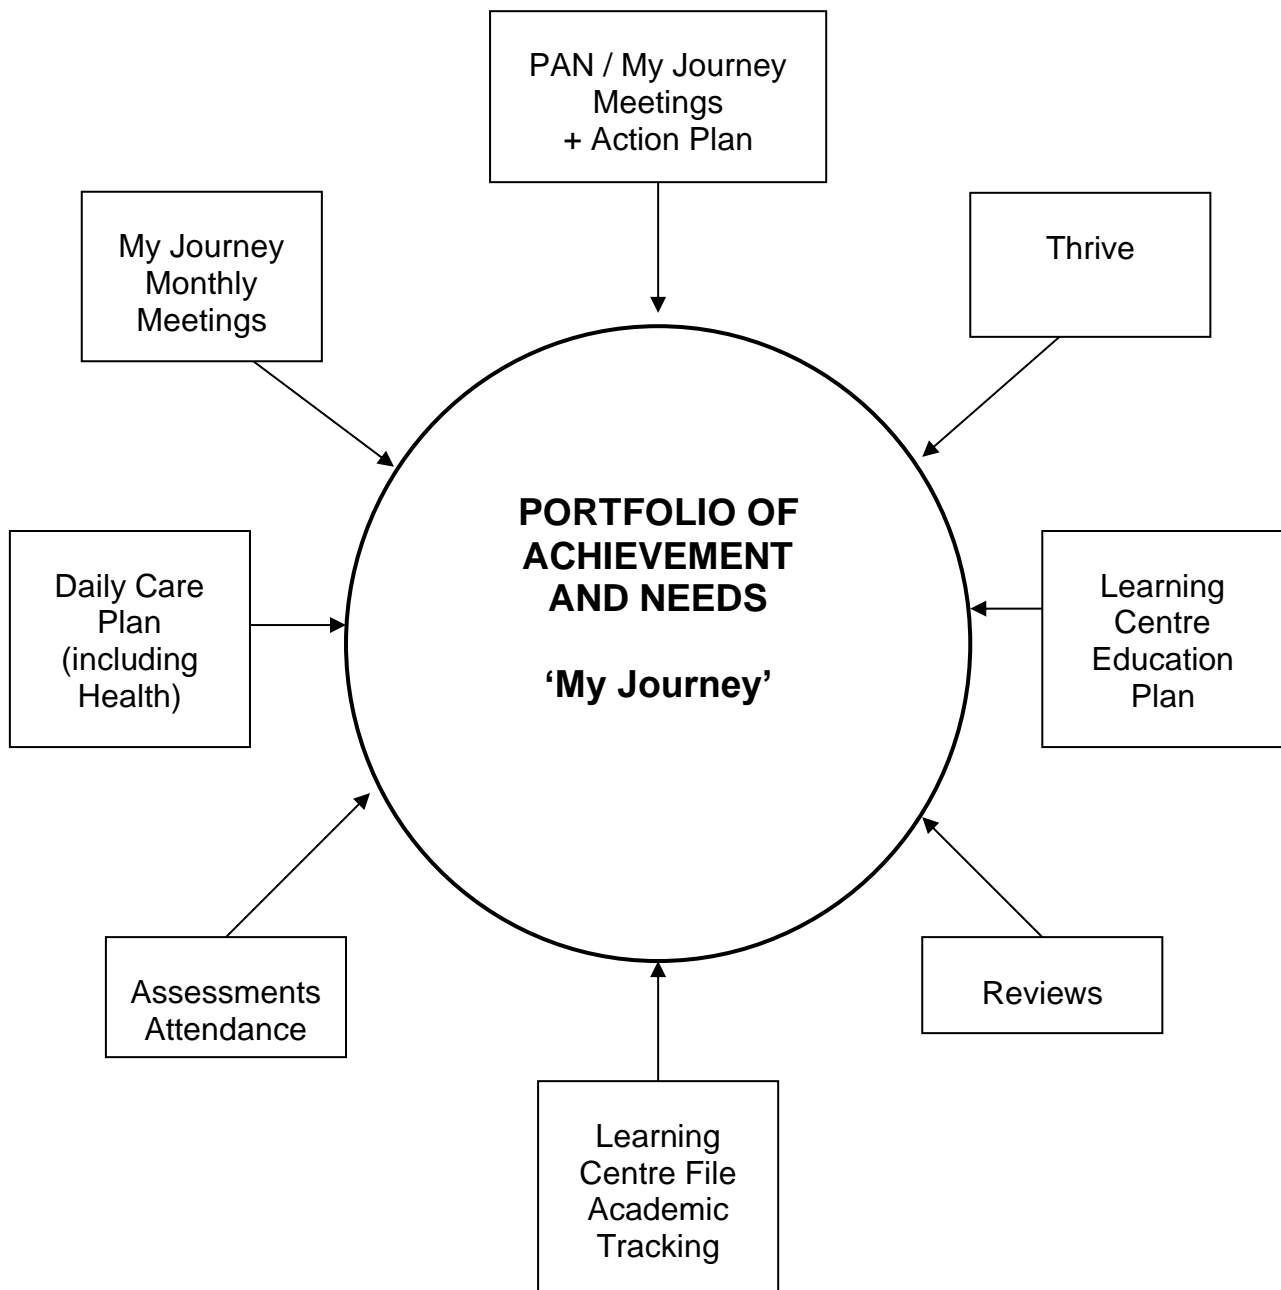 PAN / My Journey
Meetings
+ Action Plan
My Journey
Monthly
Meetings
Thrive
PORTFOLIO OF
ACHIEVEMENT
AND NEEDS
‘My Journey’
Daily Care
Plan
(including
Health)
Learning
Centre
Education
Plan
Assessments
Attendance
Reviews
Learning
Centre File
Academic
Tracking